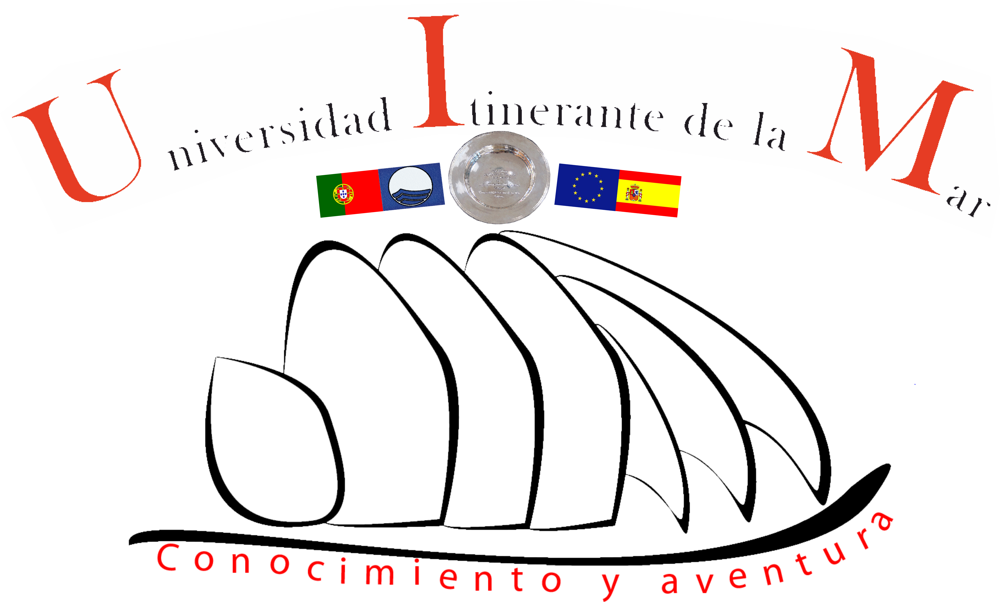 Universidad Itinerante de la Mar
Conocimiento y aventura